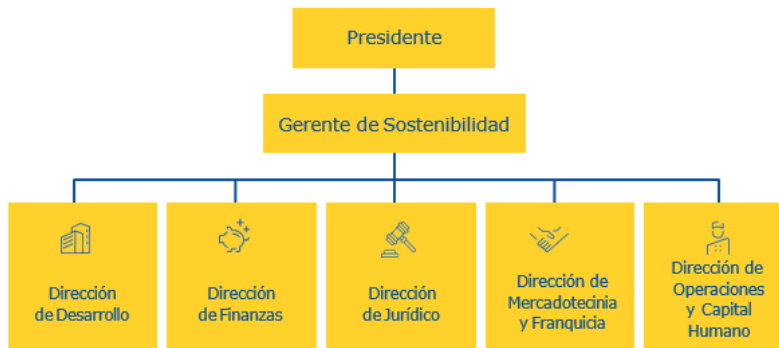 Presidente
Gerente de Sostenibilidad
Dirección
de Desarrollo
Dirección
de Finanzas
Dirección
de Jurídico
Dirección de
Mercadotecinia
y Franquicia
Dirección de
Operaciones
y Capital
Humano